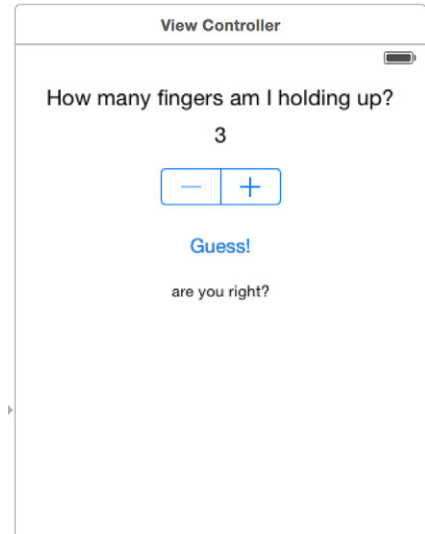 View Controller
How many fingers am I holding up?
3
Guess!
are you right?